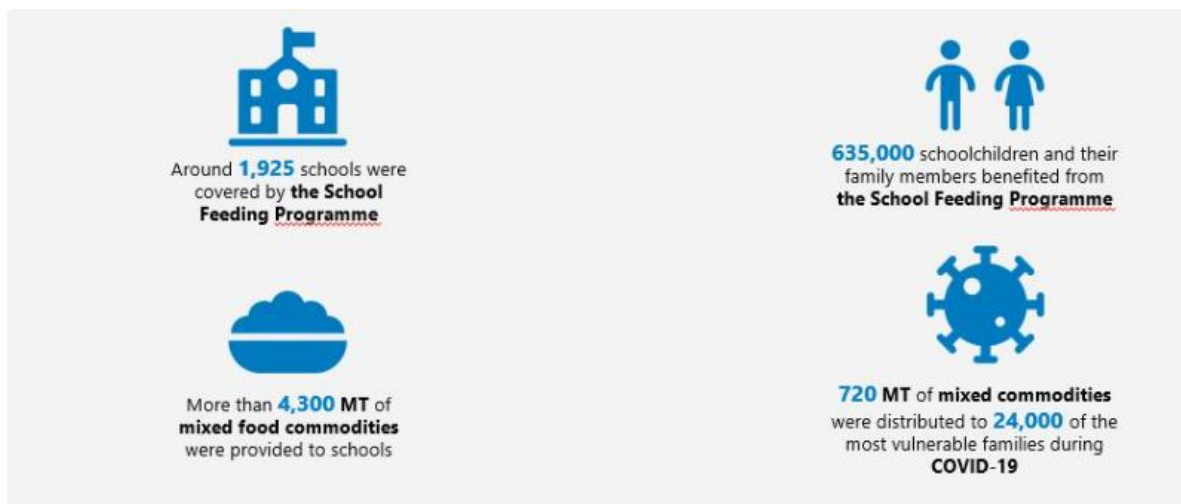 Around 1,925 schools were
covered by the School
Feeding Programme
635,000 schoolchildren and their
family members benefited from
the School Feeding Programme
More than 4,300 MT of
mixed food commodities
were provided to schools
720 MT of mixed commodities
were distributed to 24,000 of the
most vulnerable families during
COVID-19